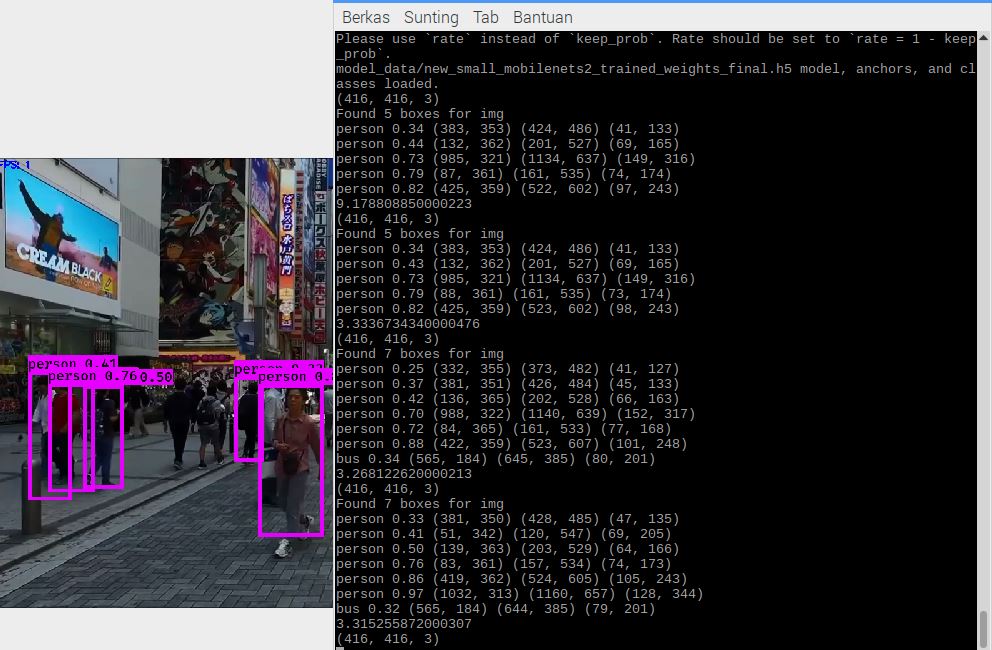 Berkas Sunting Tab Bantuan
Please use `rate` instead of `keep_prob`. Rate should be set to `rate = 1 - keep
_prob`.
model_data/new_small_mobilenets2_trained_weights_final.h5 model, anchors, and cl
asses loaded.
(416, 416, 3)
Found 5 boxes for img
person 0.34 (383, 353) (424, 486) (41, 133)
person 0.44 (132, 362) (201, 527) (69, 165)
person 0.73 (985, 321) (1134, 637) (149, 316)
person 0.79 (87, 361) (161, 535) (74, 174)
person 0.82 (425, 359) (522, 602) (97, 243)
9.178808850000223
(416, 416, 3)
Found 5 boxes for img
person 0.34 (383, 353) (424, 486) (41, 133)
person 0.43 (132, 362) (201, 527) (69, 165)
person 0.73 (985, 321) (1134, 637) (149, 316)
person 0.79 (88, 361) (161, 535) (73, 174)
person 0.82 (425, 359) (523, 602) (98, 243)
3.3336734340000476
(416, 416, 3)
Found 7 boxes for img
person 0.25 (332, 355) (373, 482) (41, 127)
person 0.37 (381, 351) (426, 484) (45, 133)
person 0.42 (136, 365) (202, 528) (66, 163)
person 0.70 (988, 322) (1140, 639) (152, 317)
person 0.72 (84, 365) (161, 533) (77, 168)
person 0.88 (422, 359) (523, 607) (101, 248)
bus 0.34 (565, 184) (645, 385) (80, 201)
3.268122620000213
(416, 416, 3)
Found 7 boxes for img
person 0.33 (381, 350) (428, 485) (47, 135)
person 0.41 (51, 342) (120, 547) (69, 205)
person 0.50 (139, 363) (203, 529) (64, 166)
person 0.76 (83, 361) (157, 534) (74, 173)
person 0.86 (419, 362) (524, 605) (105, 243)
person 0.97 (1032, 313) (1160, 657) (128, 344)
bus 0.32 (565, 184) (644, 385) (79, 201)
3.315255872000307
(416, 416, 3)
CREAM BLACK
水戸黄門
person 0.41
person 0.76
0.50
person
person 0.